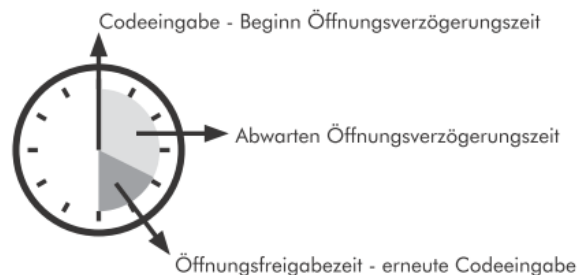 Codeeingabe - Beginn Öffnungsverzögerungszeit
Abwarten Öffnungsverzögerungszeit
Öffnungsfreigabezeit - erneute Codeeingabe